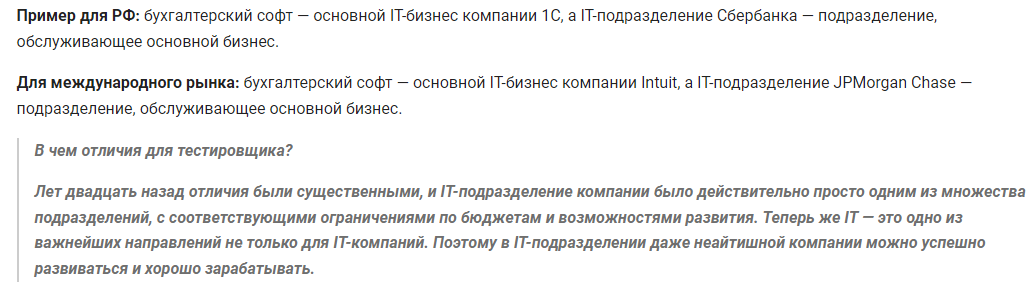 Пример для РФ: бухгалтерский софт — основной IT-бизнес компании 1С, а IT-подразделение Сбербанка — подразделение,
обслуживающее основной бизнес.
Для международного рынка: бухгалтерский софт — основной IT-бизнес компании Intuit, а IT-подразделение JPMorgan Chase —
подразделение, обслуживающее основной бизнес.
В чем отличия для тестировщика?
Лет двадцать назад отличия были существенными, и IT-подразделение компании было действительно просто одним из множества
подразделений, с соответствующими ограничениями по бюджетам и возможностями развития. Теперь же IT — это одно из
важнейших направлений не только для IT-компаний. Поэтому в IT-подразделении даже неайтишной компании можно успешно
развиваться и хорошо зарабатывать.